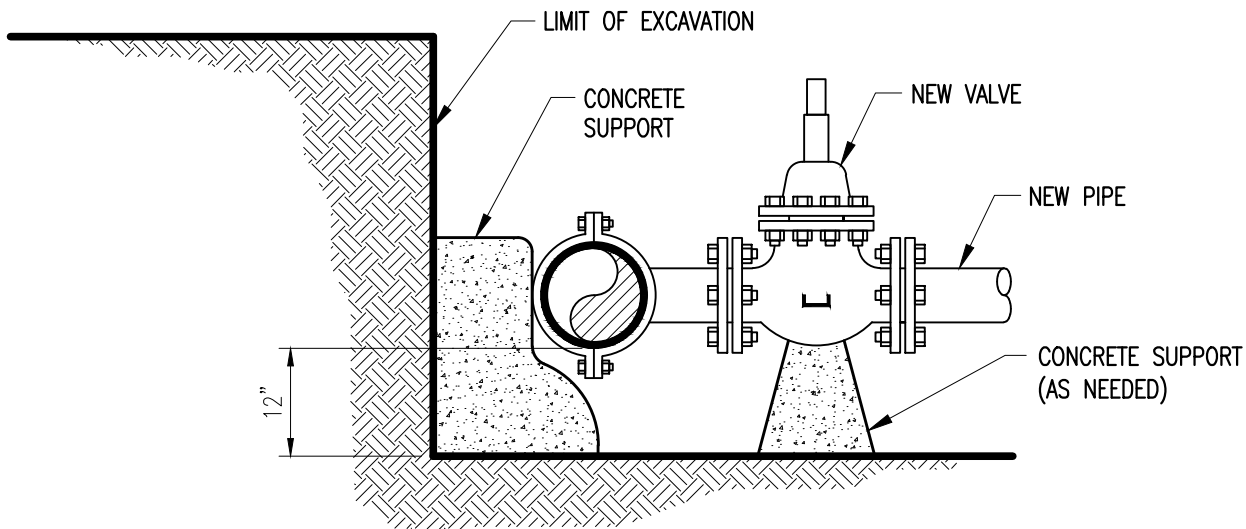 LIMIT OF EXCAVATION
CONCRETE
SUPPORT
NEW VALVE
NEW PIPE
CONCRETE SUPPORT
(AS NEEDED)
12"